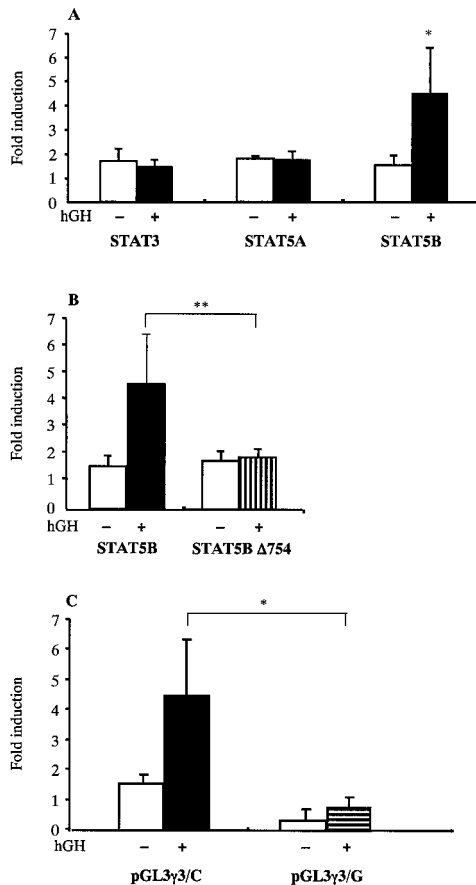 A
7
6
5
4
3
2
1
0
Fold induction
*
hGH – + – + – +
STAT3 STAT5A STAT5B
B
7
6
5
4
3
2
1
0
Fold induction
**
hGH – + – +
STAT5B STAT5B Δ754
C
7
6
5
4
3
2
1
0
Fold induction
*
hGH – + – +
pGL3γ3/C pGL3γ3/G